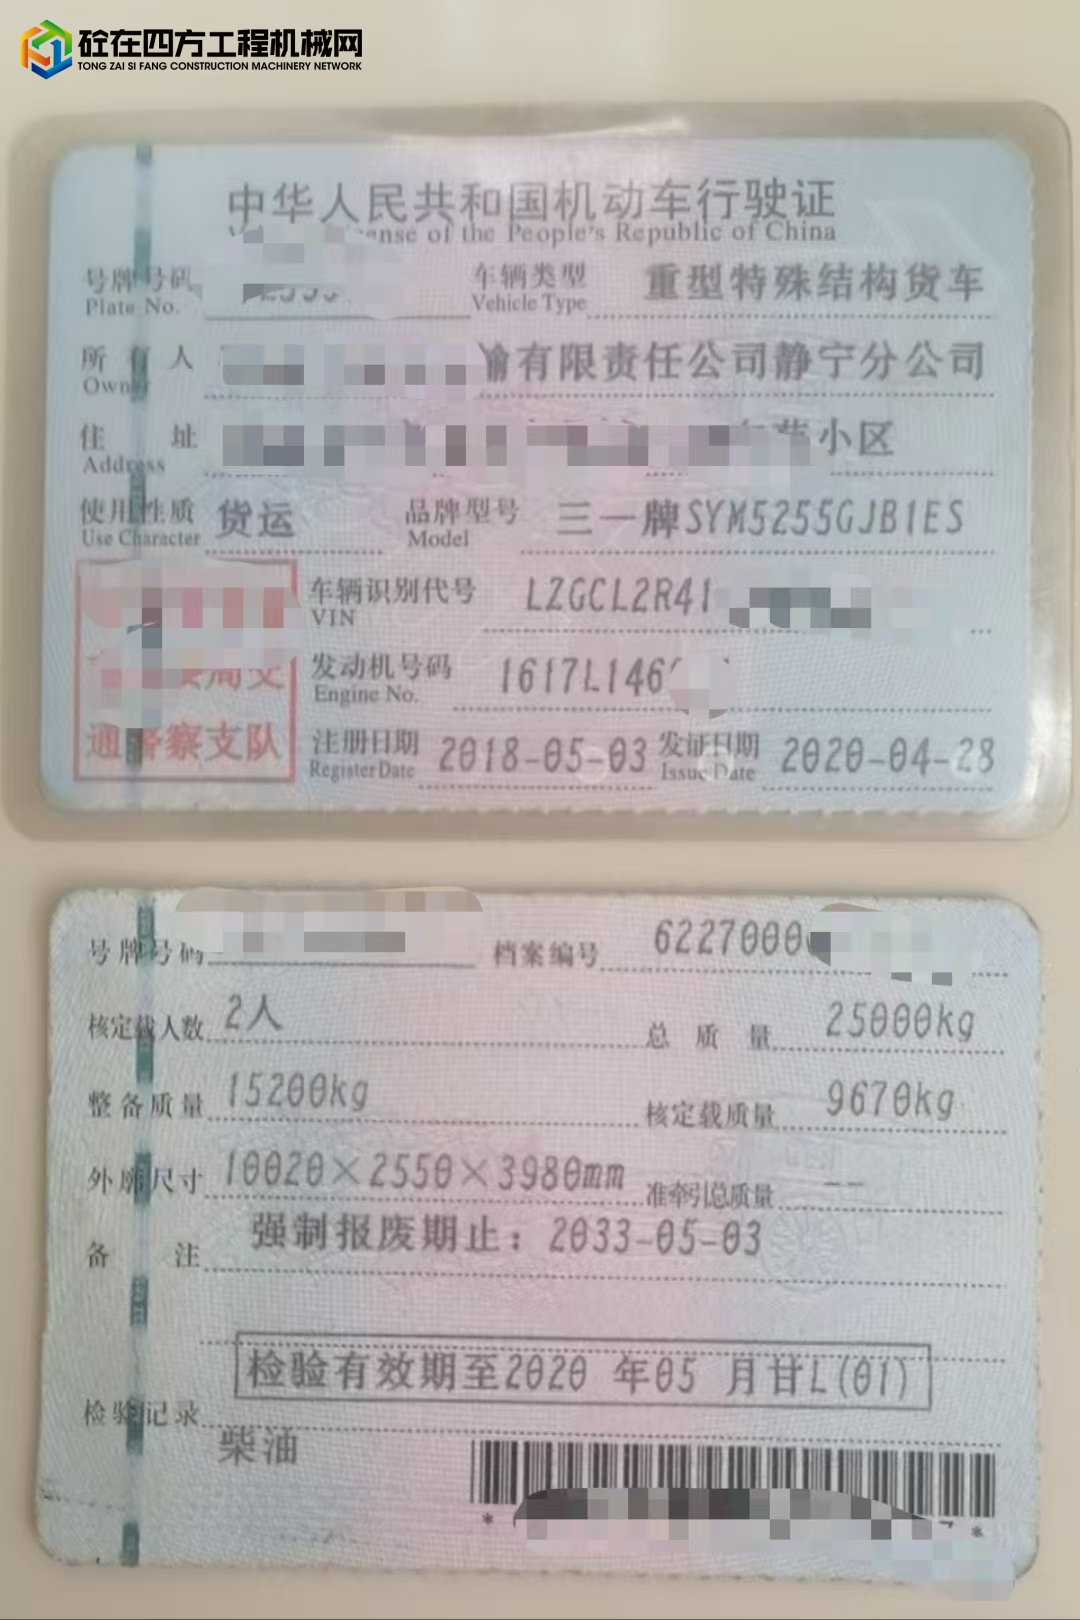 砼在四方工程机械网
TONG ZAI SI FANG CONSTRUCTION MACHINERY NETWORK
中华人民共和国机动车行驶证
of the People's Republic of China
号牌号码 车辆类型 重型特殊结构货车
Plate No. Vehicle Type
所有人 有限责任公司静宁分公司
Owner
住址 小区
Address
使用性质 货运 品牌型号 三一牌SYM5255GJB1ES
Use Character Model
车辆识别代号 LZGCL2R41
VIN
发动机号码 1617L146
Engine No.
通警察支队
注册日期 2018-05-03 发证日期 2020-04-28
Register Date Issue Date
号牌号码 档案编号 6227000
核定载人数 2人 总质量 25000kg
整备质量 15200kg 核定载质量 9670kg
外廓尺寸 10020×2550×3980mm 准牵引总质量 --
备注 强制报废期止：2033-05-03
检验有效期至2020 年05 月甘L(01)
检验记录
柴油
* *